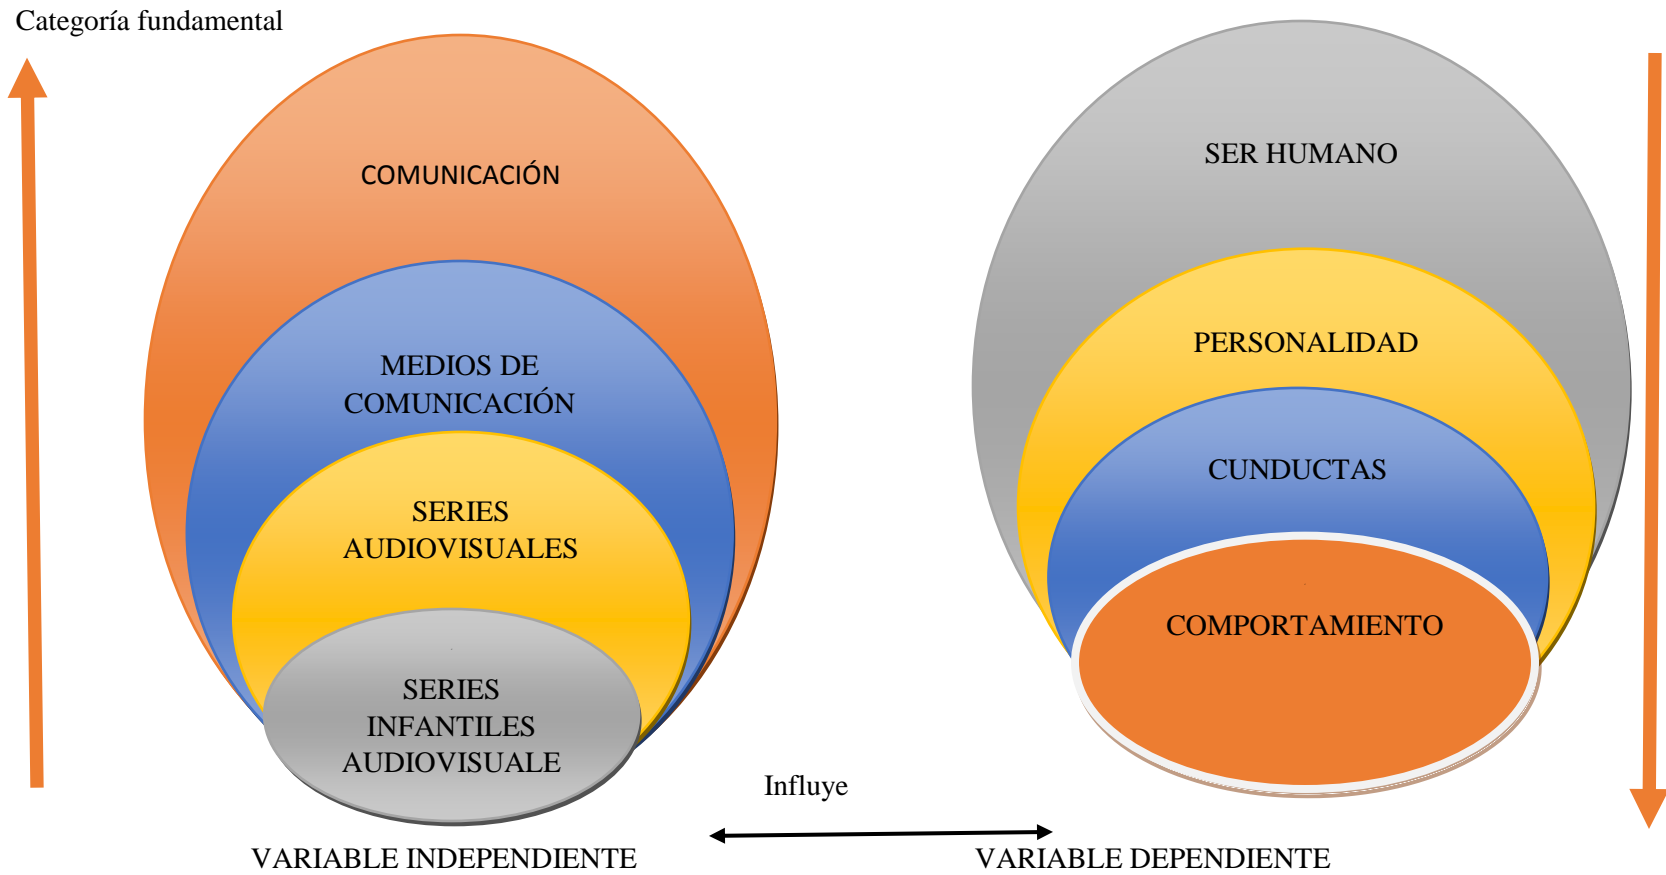 Categoría fundamental
COMUNICACIÓN
MEDIOS DE
COMUNICACIÓN
SERIES
AUDIOVISUALES
SERIES
INFANTILES
AUDIOVISUALE
SER HUMANO
PERSONALIDAD
CUNDUCTAS
COMPORTAMIENTO
Influye
VARIABLE INDEPENDIENTE
VARIABLE DEPENDIENTE